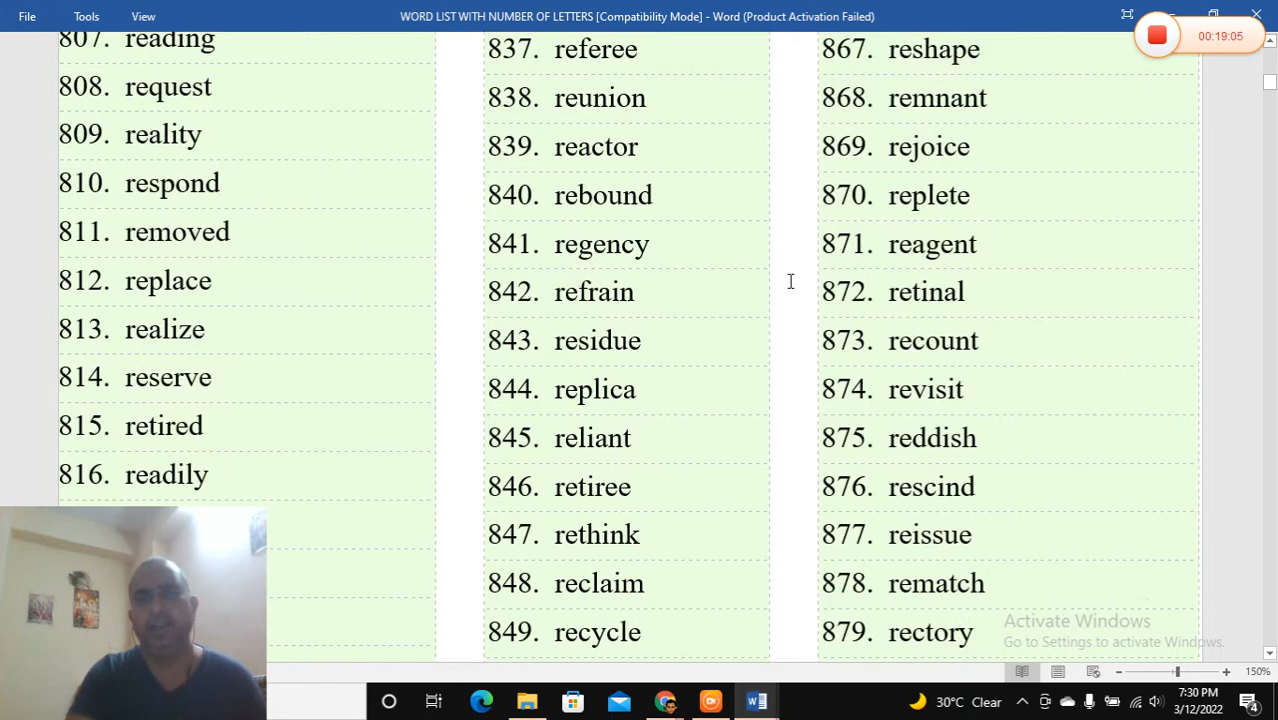 File Tools View
WORD LIST WITH NUMBER OF LETTERS [Compatibility Mode] - Word (Product Activation Failed)
00:19:05
807. reading
808. request
809. reality
810. respond
811. removed
812. replace
813. realize
814. reserve
815. retired
816. readily
837. referee
838. reunion
839. reactor
840. rebound
841. regency
842. refrain
843. residue
844. replica
845. reliant
846. retiree
847. rethink
848. reclaim
849. recycle
867. reshape
868. remnant
869. rejoice
870. replete
871. reagent
872. retinal
873. recount
874. revisit
875. reddish
876. rescind
877. reissue
878. rematch
879. rectory
Activate Windows
Go to Settings to activate Windows.
150%
30°C Clear
7:30 PM
3/12/2022
4